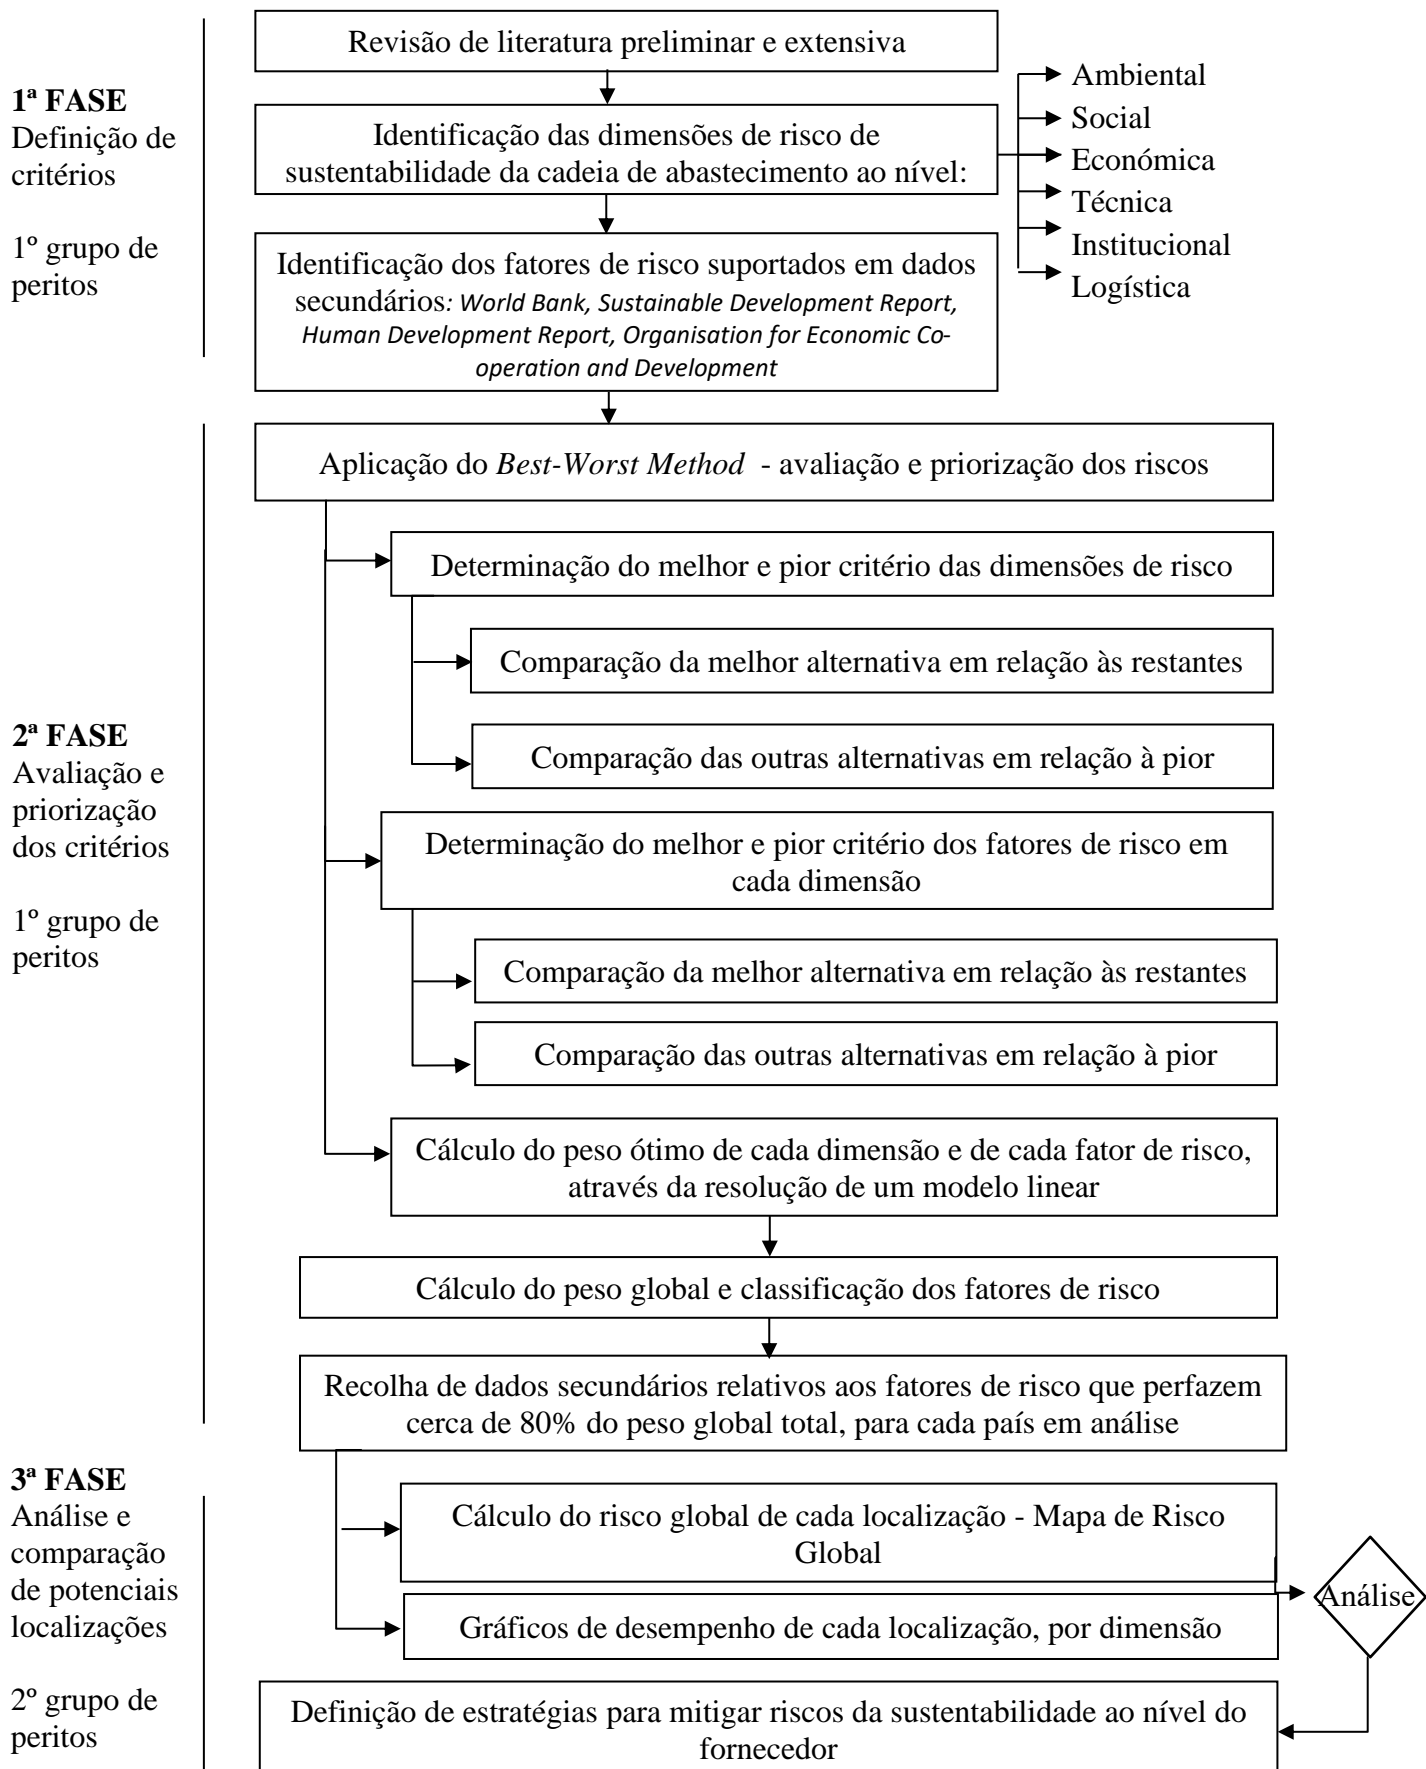 1ª FASE
Definição de
critérios
1º grupo de
peritos
Revisão de literatura preliminar e extensiva
Identificação das dimensões de risco de
sustentabilidade da cadeia de abastecimento ao nível:
Ambiental
Social
Económica
Técnica
Institucional
Logística
Identificação dos fatores de risco suportados em dados
secundários: World Bank, Sustainable Development Report,
Human Development Report, Organisation for Economic Co-
operation and Development
2ª FASE
Avaliação e
priorização
dos critérios
1º grupo de
peritos
Aplicação do Best-Worst Method - avaliação e priorização dos riscos
Determinação do melhor e pior critério das dimensões de risco
Comparação da melhor alternativa em relação às restantes
Comparação das outras alternativas em relação à pior
Determinação do melhor e pior critério dos fatores de risco em
cada dimensão
Comparação da melhor alternativa em relação às restantes
Comparação das outras alternativas em relação à pior
Cálculo do peso ótimo de cada dimensão e de cada fator de risco,
através da resolução de um modelo linear
Cálculo do peso global e classificação dos fatores de risco
Recolha de dados secundários relativos aos fatores de risco que perfazem
cerca de 80% do peso global total, para cada país em análise
3ª FASE
Análise e
comparação
de potenciais
localizações
2º grupo de
peritos
Cálculo do risco global de cada localização - Mapa de Risco
Global
Gráficos de desempenho de cada localização, por dimensão
Análise
Definição de estratégias para mitigar riscos da sustentabilidade ao nível do
fornecedor